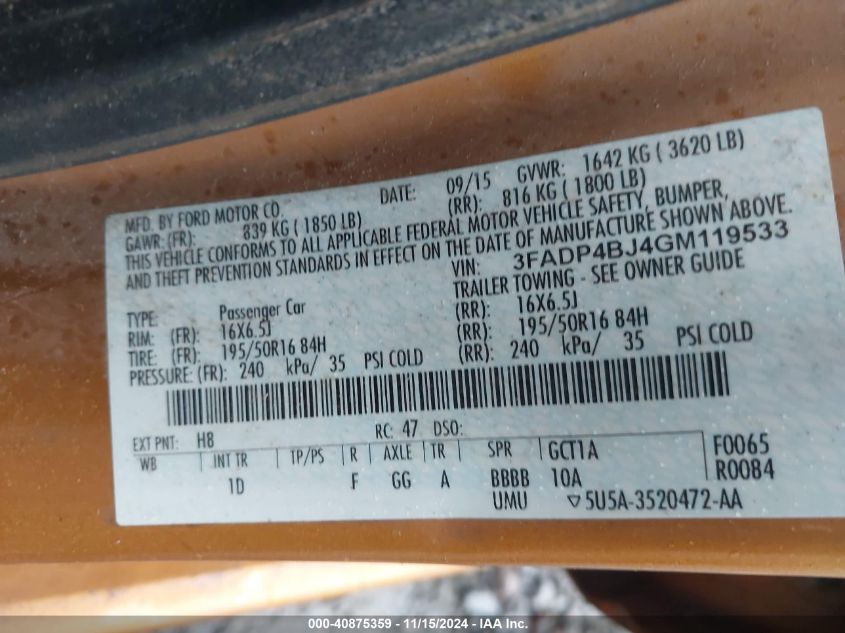 MFD. BY FORD MOTOR CO. DATE: 09/15 GVWR: 1642 KG ( 3620 LB)
GAWR: (FR): 839 KG ( 1850 LB) (RR): 816 KG ( 1800 LB)
THIS VEHICLE CONFORMS TO ALL APPLICABLE FEDERAL MOTOR VEHICLE SAFETY, BUMPER,
AND THEFT PREVENTION STANDARDS IN EFFECT ON THE DATE OF MANUFACTURE SHOWN ABOVE.
VIN: 3FADP4BJ4GM119533
TYPE: Passenger Car TRAILER TOWING - SEE OWNER GUIDE
RIM: (FR): 16X6.5J (RR): 16X6.5J
TIRE: (FR): 195/50R16 84H (RR): 195/50R16 84H
PRESSURE: (FR): 240 kPa/ 35 PSI COLD (RR): 240 kPa/ 35 PSI COLD
EXT PNT: H8 RC: 47 DSO:
WB INT TR TP/PS R AXLE TR SPR GCT1A F0065
1D F GG A BBBB 10A R0084
UMU ▽5U5A-3520472-AA
000-40875359 - 11/15/2024 - IAA Inc.